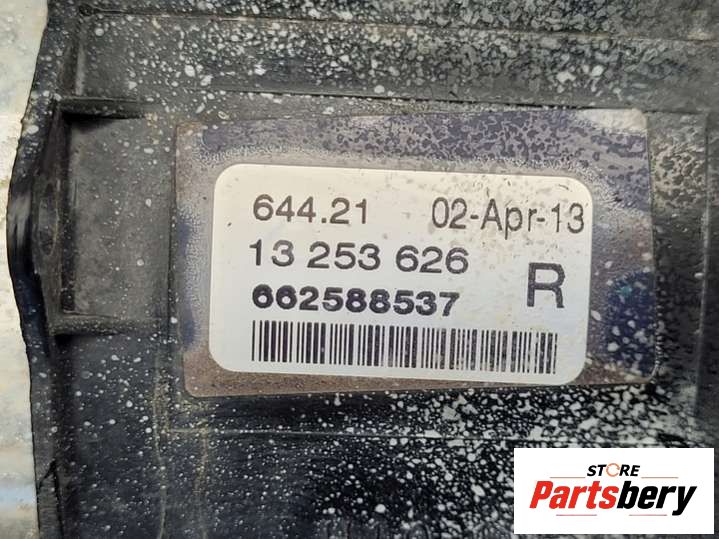 644.21 02-Apr-13
13 253 626 R
662588537
STORE
Partsbery